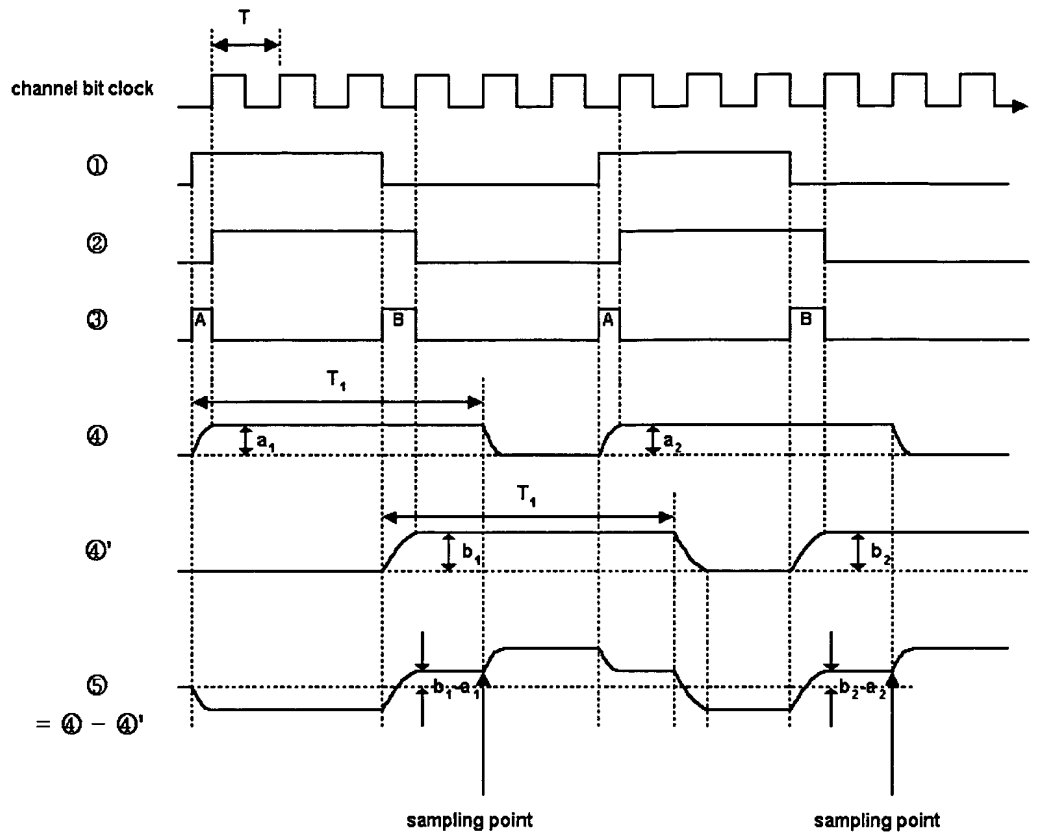 T
channel bit clock
①
②
③ A B A B
T₁
④ a₁ a₂
T₁
④' b₁ b₂
⑤ b₁-a₁ b₂-a₂
= ④ − ④'
sampling point sampling point